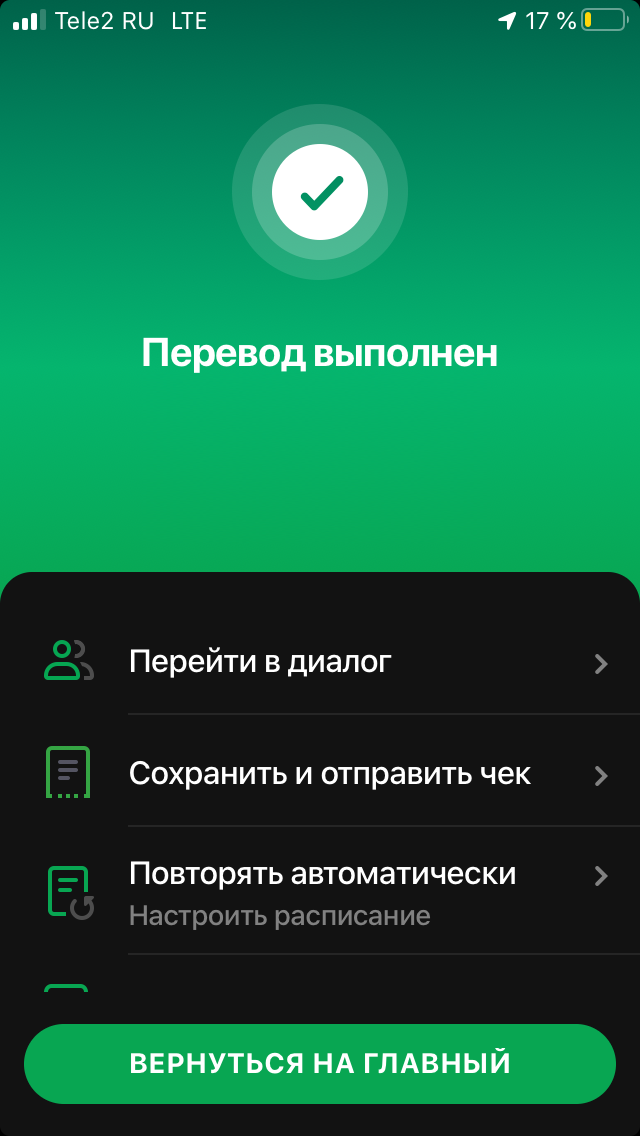 Tele2 RU LTE 17 %
Перевод выполнен
Перейти в диалог
Сохранить и отправить чек
Повторять автоматически
Настроить расписание
ВЕРНУТЬСЯ НА ГЛАВНЫЙ